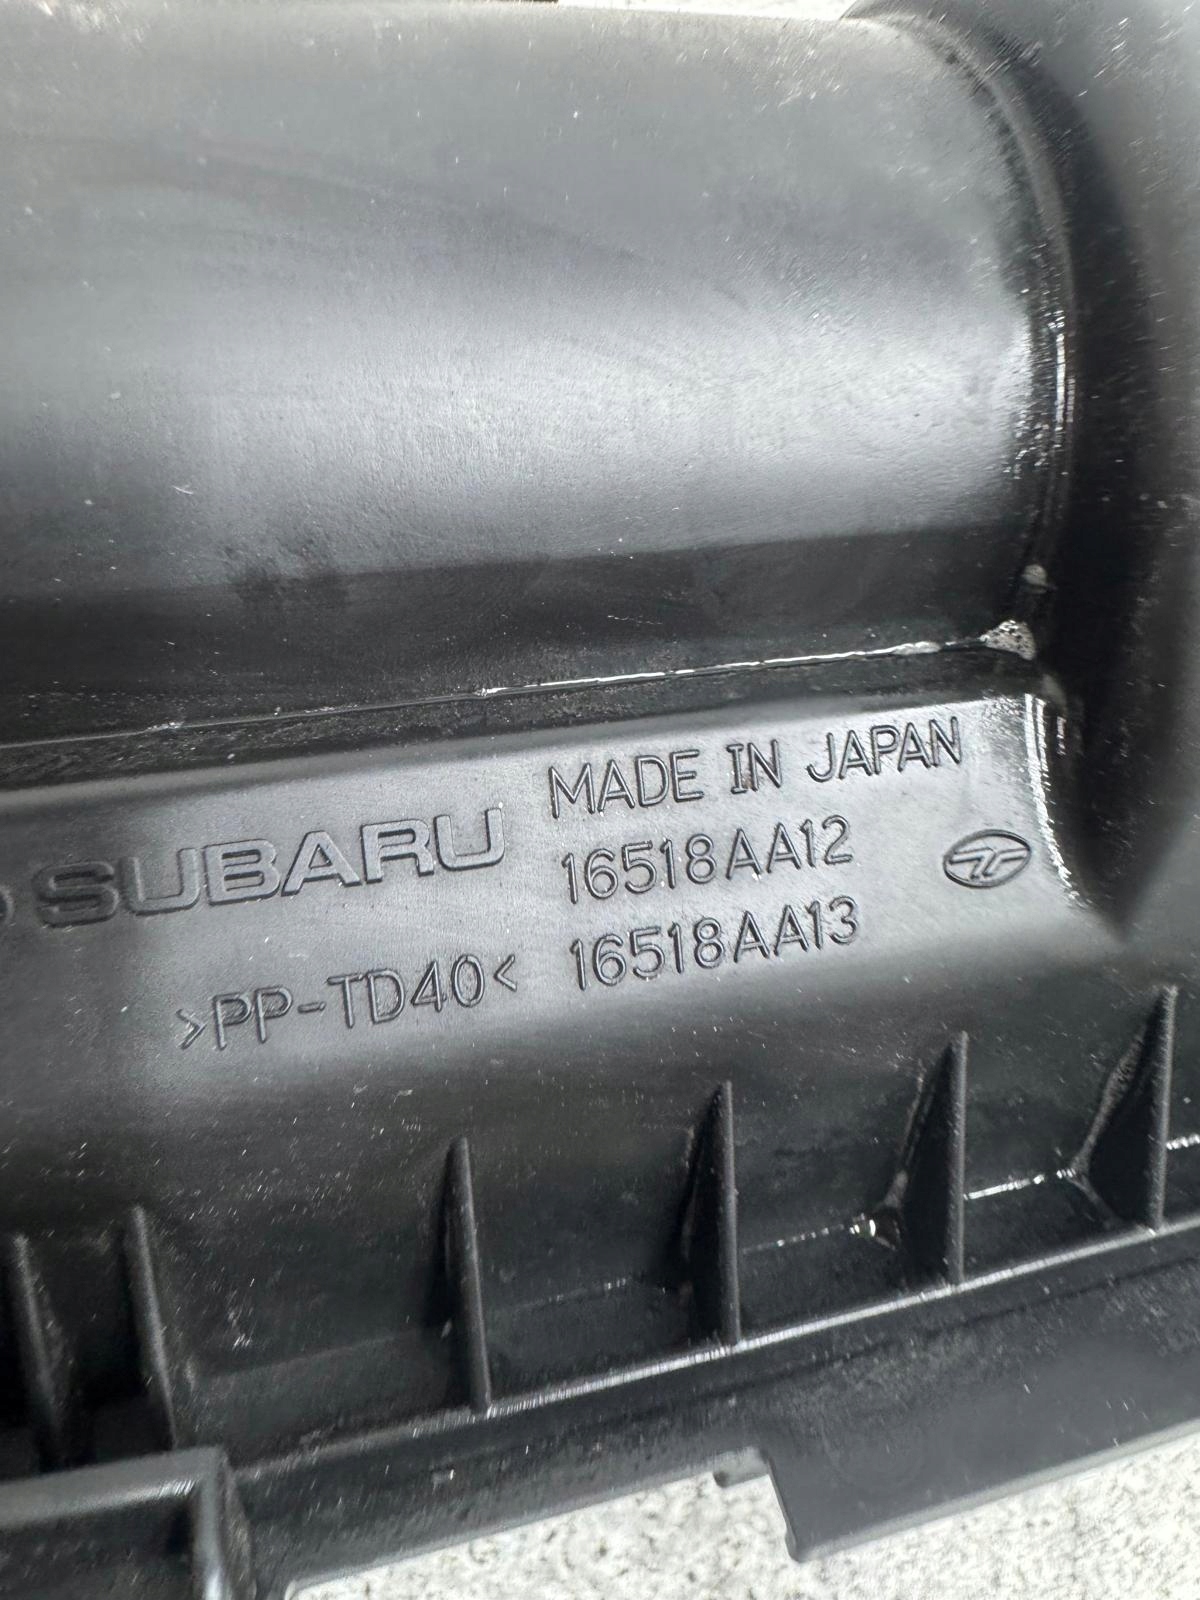 MADE IN JAPAN
SUBARU
16518AA12
>PP-TD40<
16518AA13